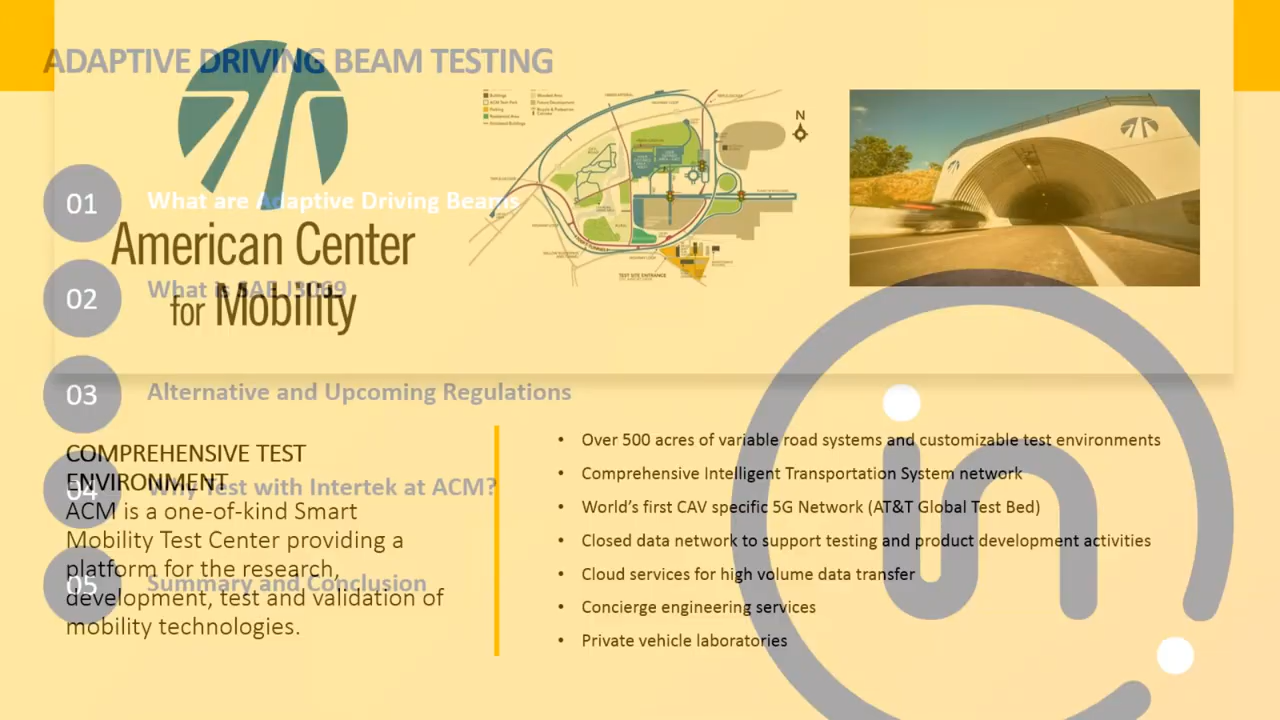 ADAPTIVE DRIVING BEAM TESTING
01
What are Adaptive Driving Beams
02
What is SAE J3069
03
Alternative and Upcoming Regulations
04
Why Test with Intertek at ACM?
05
Summary and Conclusion
American Center
for Mobility
N
TEST SITE ENTRANCE
COMPREHENSIVE TEST
ENVIRONMENT
ACM is a one-of-kind Smart
Mobility Test Center providing a
platform for the research,
development, test and validation of
mobility technologies.
• Over 500 acres of variable road systems and customizable test environments
• Comprehensive Intelligent Transportation System network
• World’s first CAV specific 5G Network (AT&T Global Test Bed)
• Closed data network to support testing and product development activities
• Cloud services for high volume data transfer
• Concierge engineering services
• Private vehicle laboratories
in